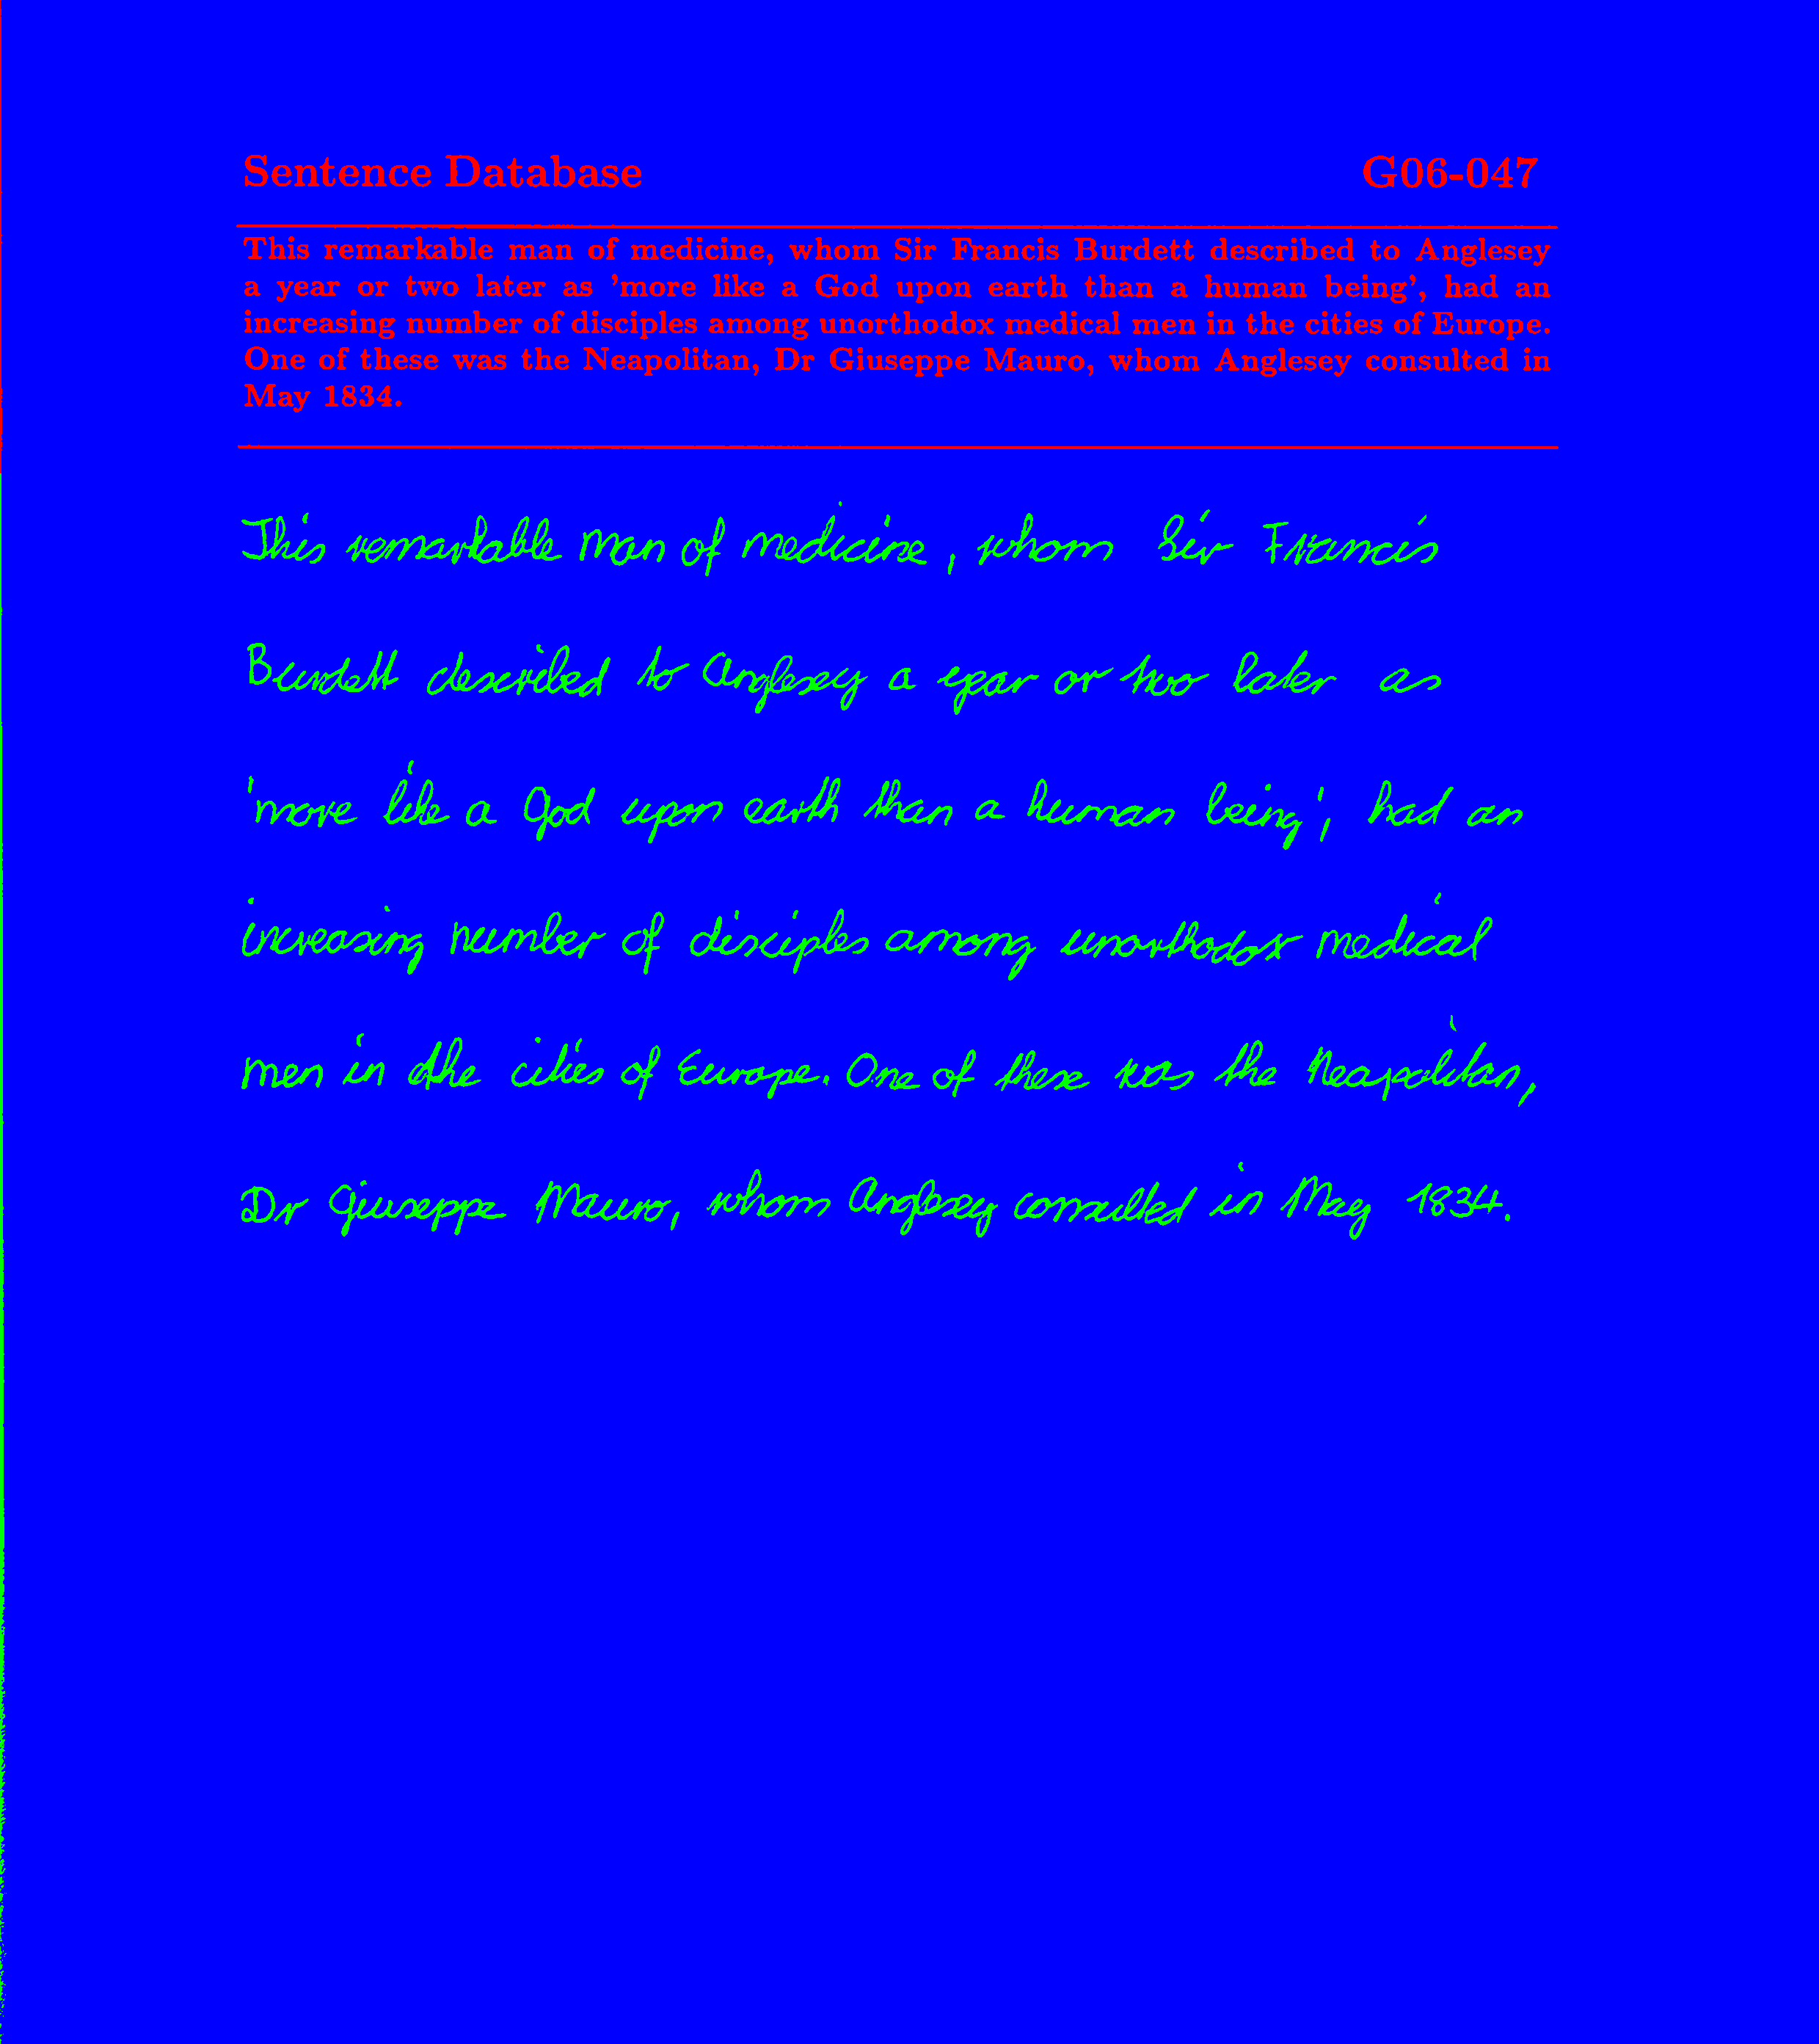 Sentence Database G06-047
This remarkable man of medicine, whom Sir Francis Burdett described to Anglesey
a year or two later as 'more like a God upon earth than a human being', had an
increasing number of disciples among unorthodox medical men in the cities of Europe.
One of these was the Neapolitan, Dr Giuseppe Mauro, whom Anglesey consulted in
May 1834.
This remarkable man of medicine, whom Sir Francis
Burdett described to Anglesey a year or two later as
'more like a God upon earth than a human being', had an
increasing number of disciples among unorthodox medical
men in the cities of Europe. One of these was the Neapolitan,
Dr Giuseppe Mauro, whom Anglesey consulted in May 1834.